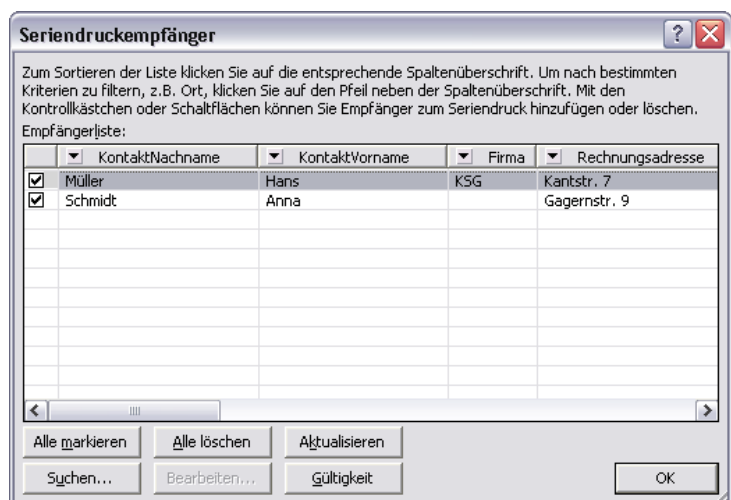 Seriendruckempfänger
Zum Sortieren der Liste klicken Sie auf die entsprechende Spaltenüberschrift. Um nach bestimmten
Kriterien zu filtern, z.B. Ort, klicken Sie auf den Pfeil neben der Spaltenüberschrift. Mit den
Kontrollkästchen oder Schaltflächen können Sie Empfänger zum Seriendruck hinzufügen oder löschen.
Empfängerliste:
KontaktNachname KontaktVorname Firma Rechnungsadresse
Müller Hans KSG Kantstr. 7
Schmidt Anna Gagernstr. 9
Alle markieren Alle löschen Aktualisieren
Suchen... Bearbeiten... Gültigkeit OK